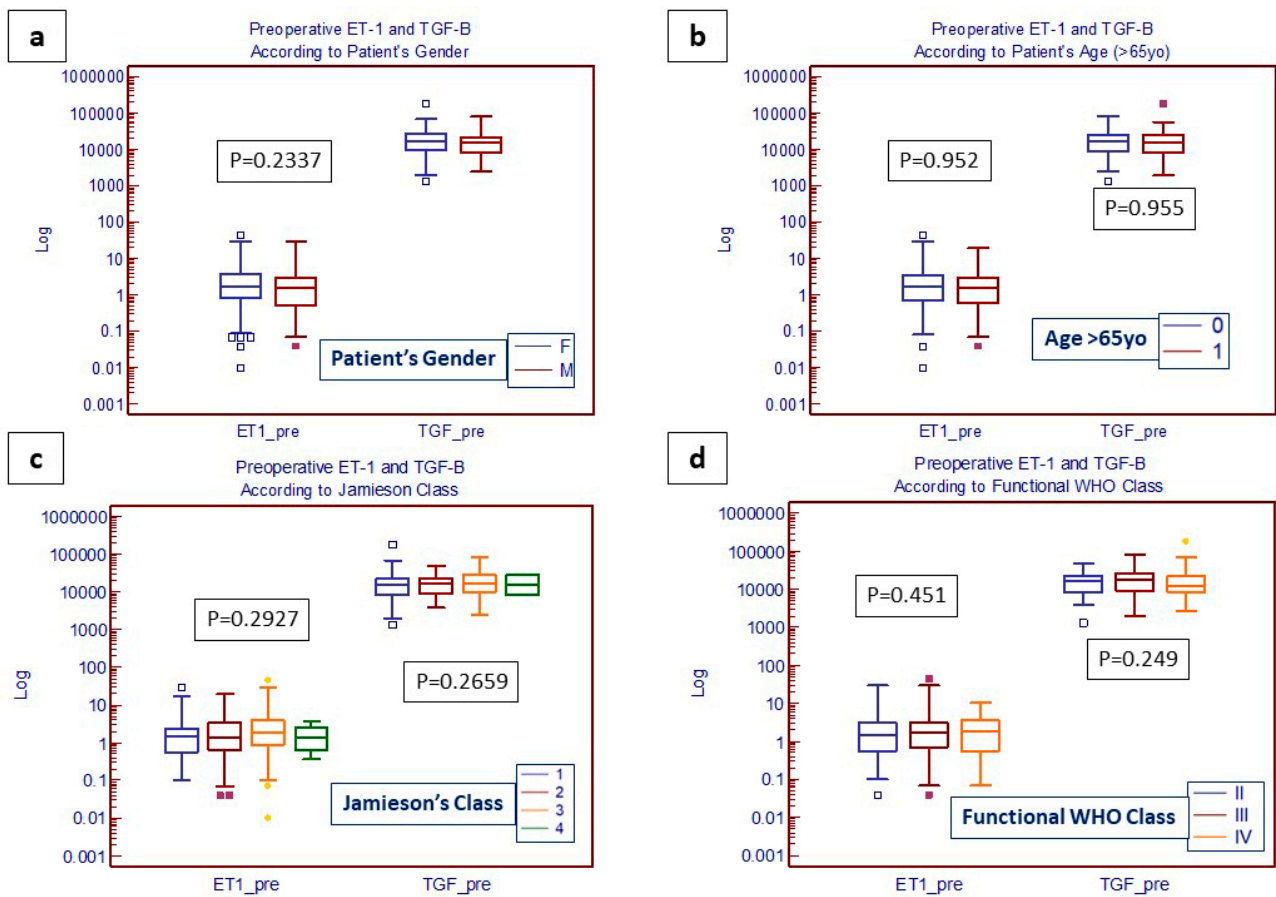 a
Preoperative ET-1 and TGF-B
According to Patient's Gender
1000000
100000
10000
1000
100
10
1
0.1
0.01
0.001
Log
P=0.2337
Patient's Gender
F
M
ET1_pre
TGF_pre
b
Preoperative ET-1 and TGF-B
According to Patient's Age (>65yo)
1000000
100000
10000
1000
100
10
1
0.1
0.01
0.001
Log
P=0.952
P=0.955
Age >65yo
0
1
ET1_pre
TGF_pre
c
Preoperative ET-1 and TGF-B
According to Jamieson Class
1000000
100000
10000
1000
100
10
1
0.1
0.01
0.001
Log
P=0.2927
P=0.2659
Jamieson's Class
1
2
3
4
ET1_pre
TGF_pre
d
Preoperative ET-1 and TGF-B
According to Functional WHO Class
1000000
100000
10000
1000
100
10
1
0.1
0.01
0.001
Log
P=0.451
P=0.249
Functional WHO Class
II
III
IV
ET1_pre
TGF_pre